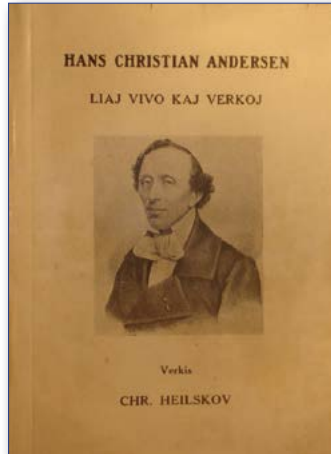 HANS CHRISTIAN ANDERSEN
LIAJ VIVO KAJ VERKOJ
Verkis
CHR. HEILSKOV